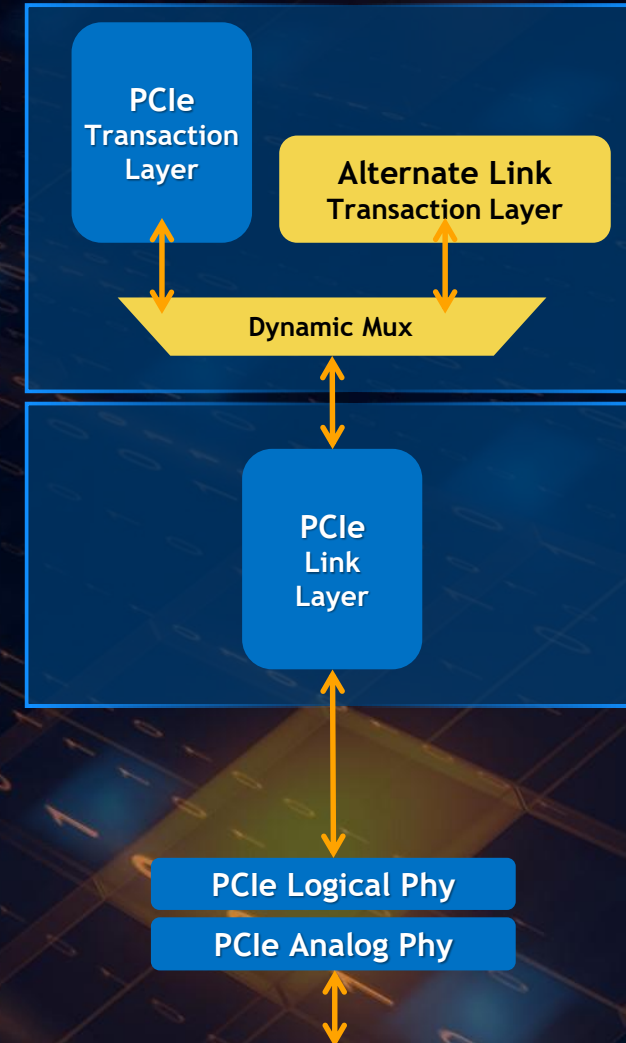 PCIe
Transaction
Layer
Alternate Link
Transaction Layer
Dynamic Mux
PCIe
Link
Layer
PCIe Logical Phy
PCIe Analog Phy